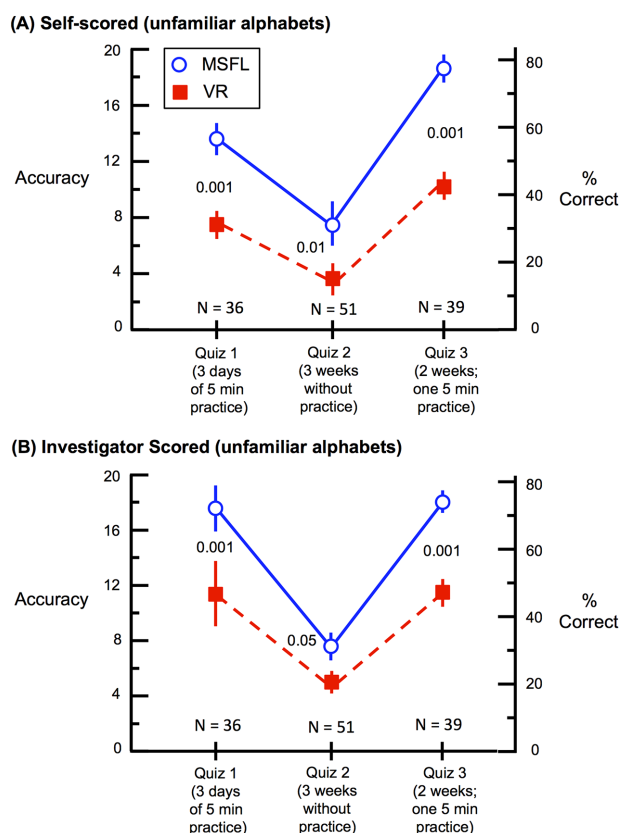 (A) Self-scored (unfamiliar alphabets)
20
16
12
8
4
0
Accuracy
MSFL
VR
0.001
0.01
0.001
N = 36
N = 51
N = 39
80
60
40
20
0
%
Correct
Quiz 1
(3 days
of 5 min
practice)
Quiz 2
(3 weeks
without
practice)
Quiz 3
(2 weeks;
one 5 min
practice)
(B) Investigator Scored (unfamiliar alphabets)
20
16
12
8
4
0
Accuracy
0.001
0.05
0.001
N = 36
N = 51
N = 39
80
60
40
20
0
%
Correct
Quiz 1
(3 days
of 5 min
practice)
Quiz 2
(3 weeks
without
practice)
Quiz 3
(2 weeks;
one 5 min
practice)